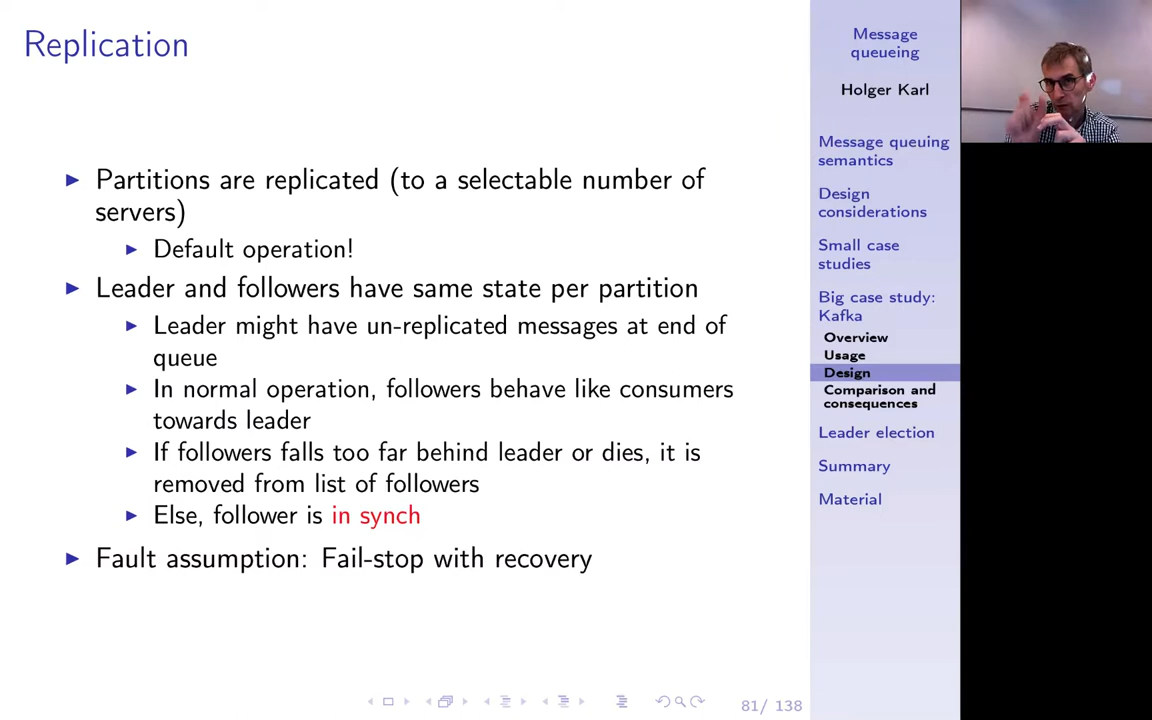 Replication
Partitions are replicated (to a selectable number of
servers)
Default operation!
Leader and followers have same state per partition
Leader might have un-replicated messages at end of
queue
In normal operation, followers behave like consumers
towards leader
If followers falls too far behind leader or dies, it is
removed from list of followers
Else, follower is in synch
Fault assumption: Fail-stop with recovery
81/ 138
Message
queueing
Holger Karl
Message queuing
semantics
Design
considerations
Small case
studies
Big case study:
Kafka
Overview
Usage
Design
Comparison and
consequences
Leader election
Summary
Material